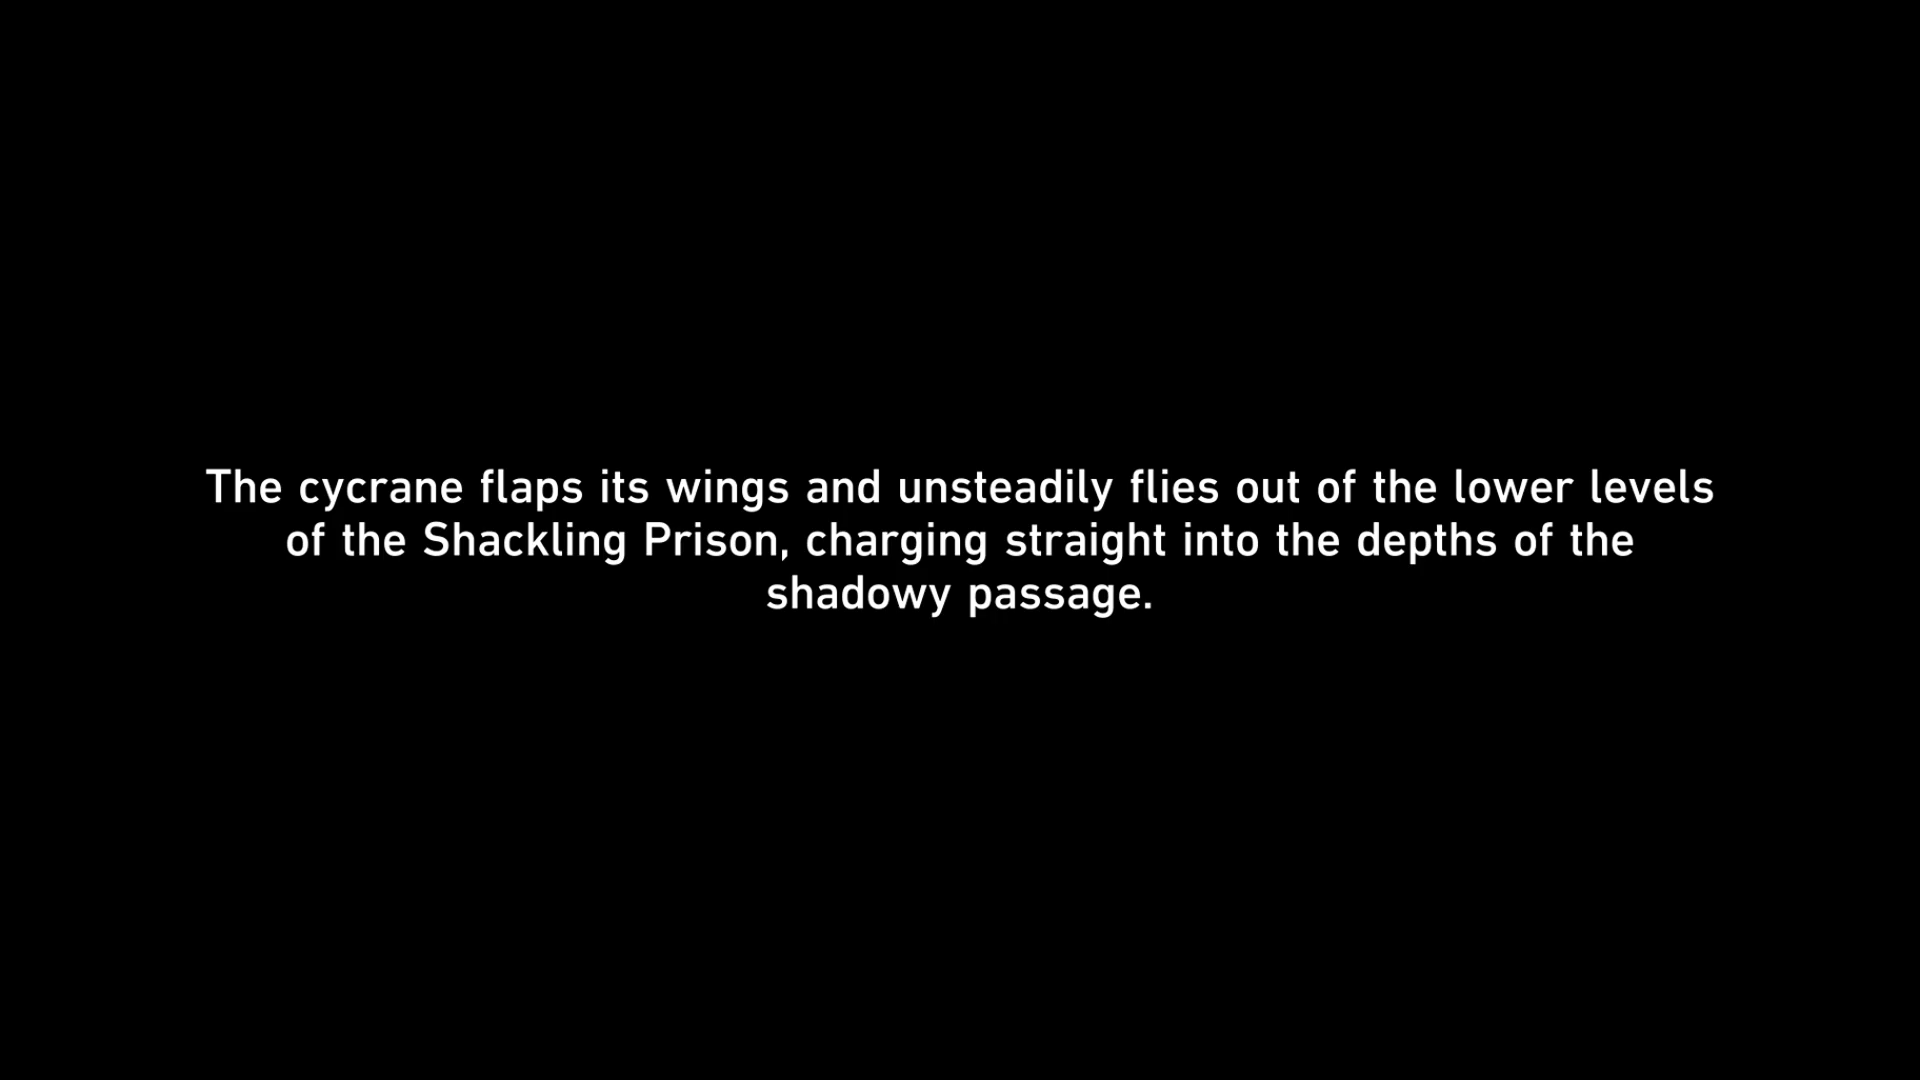 The cycrane flaps its wings and unsteadily flies out of the lower levels
of the Shackling Prison, charging straight into the depths of the
shadowy passage.